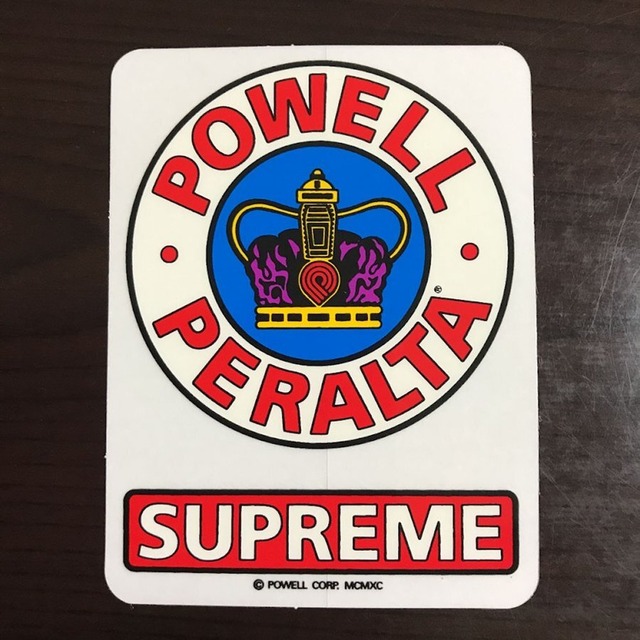 POWELL
PERALTA
®
SUPREME
© POWELL CORP. MCMXC